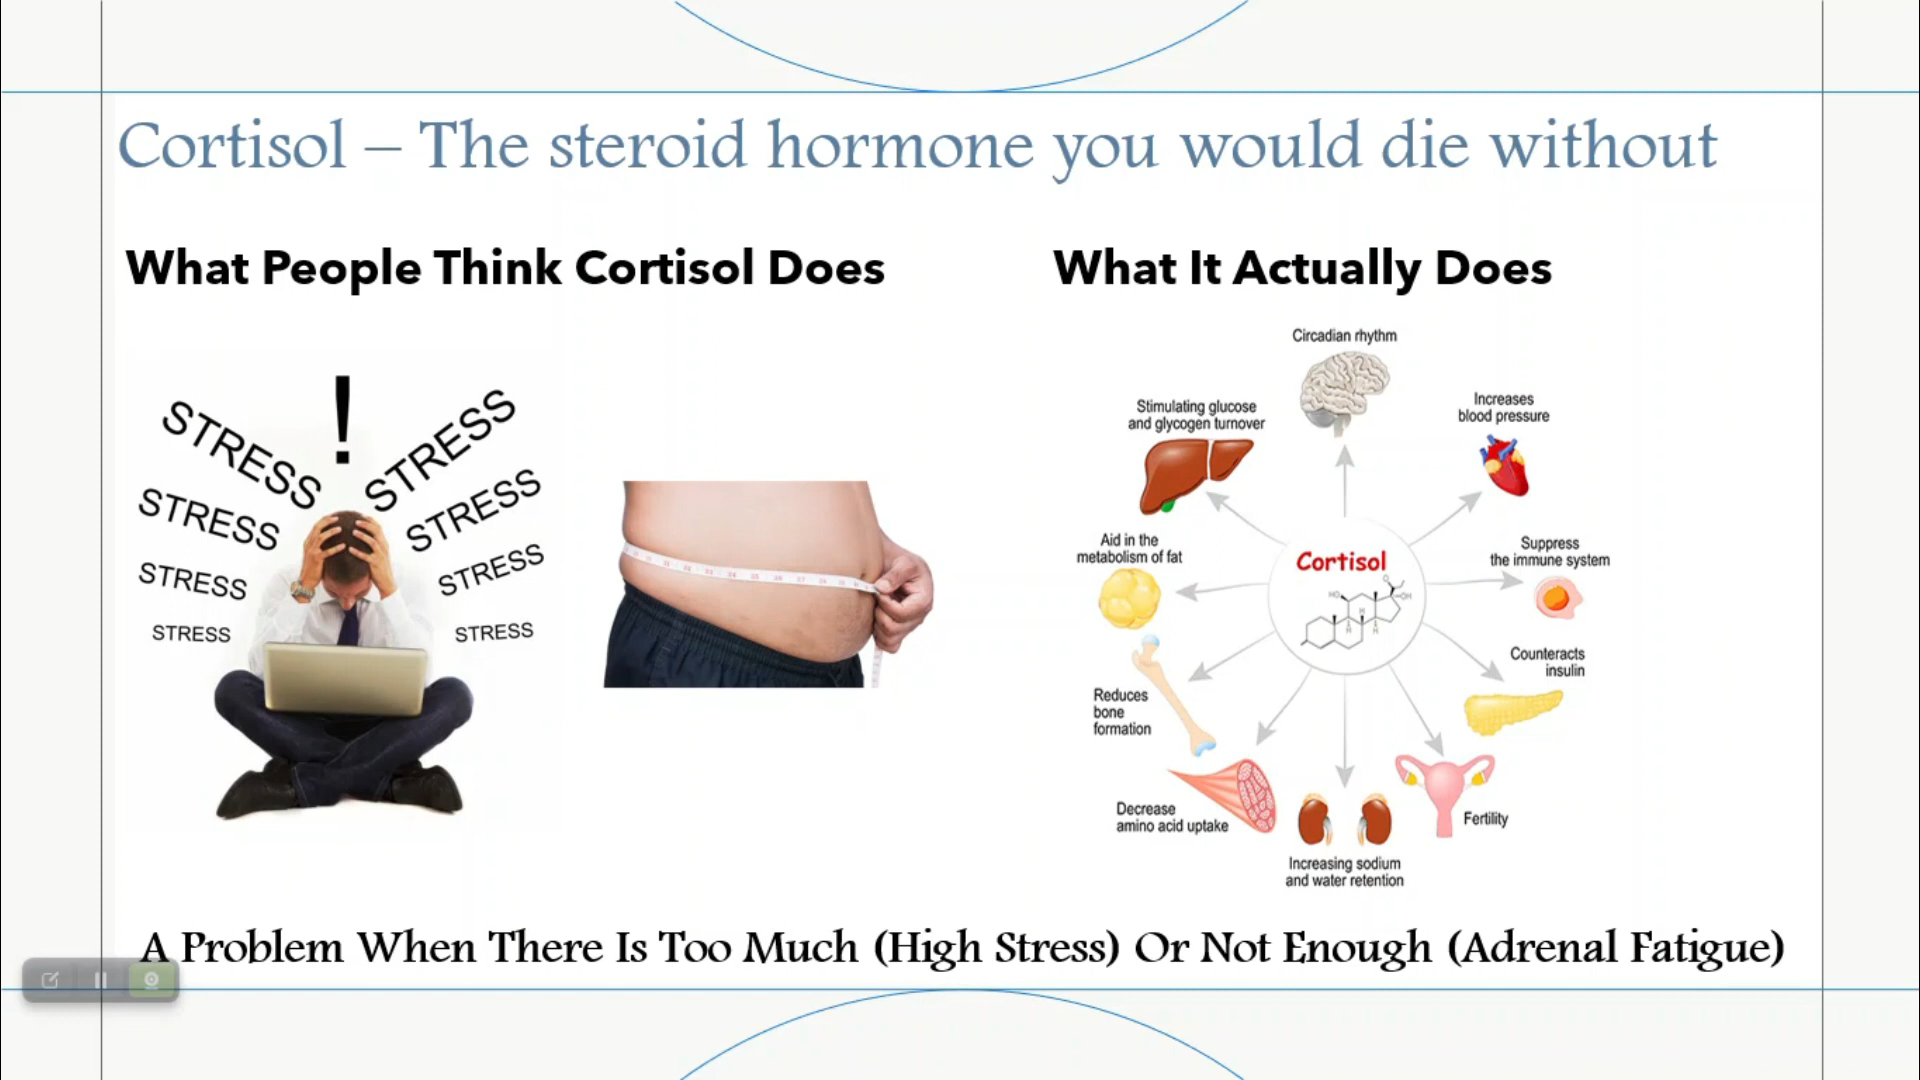 Cortisol – The steroid hormone you would die without
What People Think Cortisol Does
What It Actually Does
!
STRESS
STRESS
STRESS
STRESS
STRESS
STRESS
STRESS
STRESS
Circadian rhythm
Stimulating glucose
and glycogen turnover
Increases
blood pressure
Aid in the
metabolism of fat
Suppress
the immune system
Cortisol
HO
O
OH
H
H
H
Counteracts
insulin
Reduces
bone
formation
Decrease
amino acid uptake
Fertility
Increasing sodium
and water retention
A Problem When There Is Too Much (High Stress) Or Not Enough (Adrenal Fatigue)